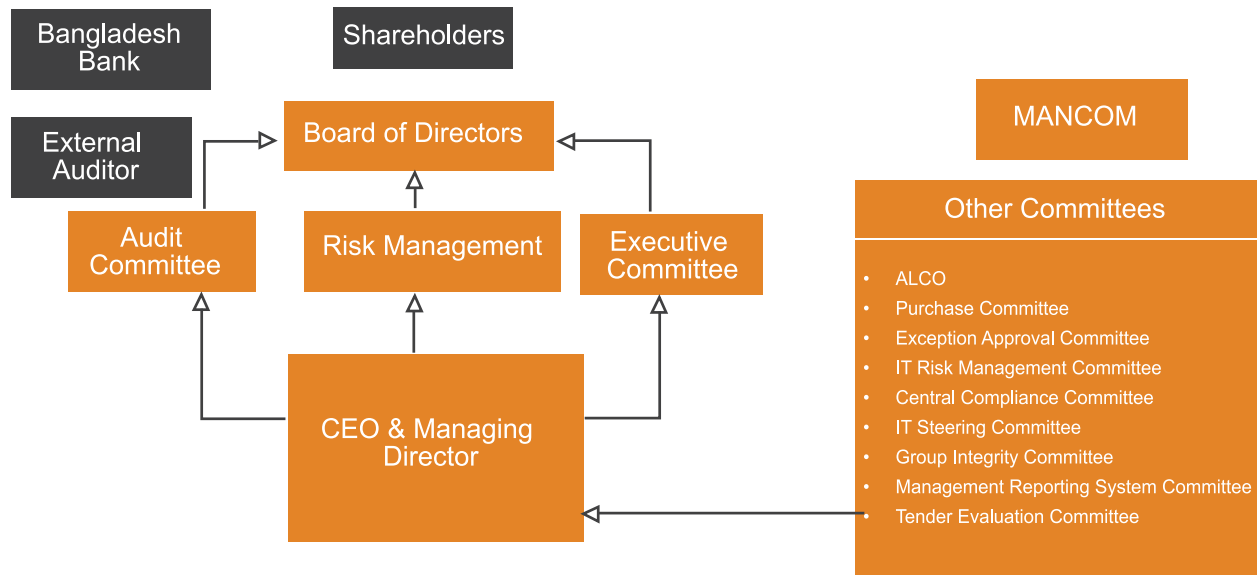 Bangladesh
Bank
Shareholders
External
Auditor
Board of Directors
MANCOM
Audit
Committee
Risk Management
Executive
Committee
CEO & Managing
Director
Other Committees
• ALCO
• Purchase Committee
• Exception Approval Committee
• IT Risk Management Committee
• Central Compliance Committee
• IT Steering Committee
• Group Integrity Committee
• Management Reporting System Committee
• Tender Evaluation Committee